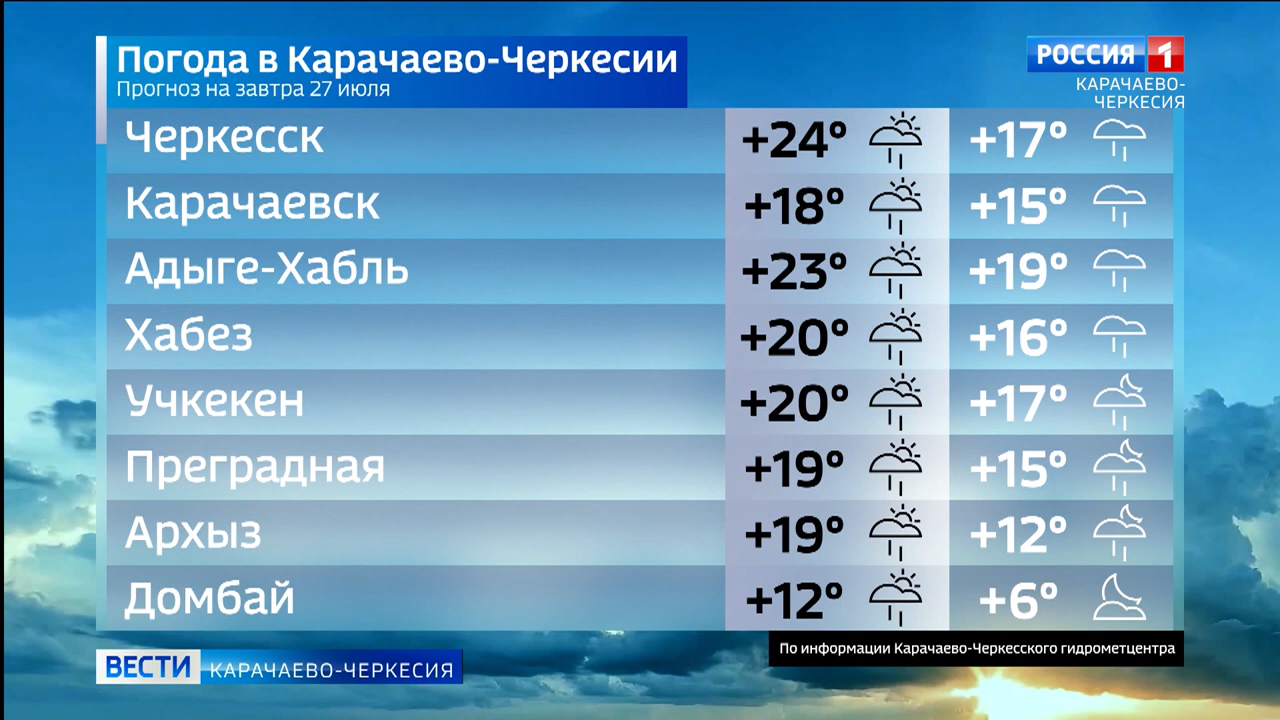 Погода в Карачаево-Черкесии
Прогноз на завтра 27 июля
РОССИЯ 1
КАРАЧАЕВО-
ЧЕРКЕСИЯ
Черкесск +24° +17°
Карачаевск +18° +15°
Адыге-Хабль +23° +19°
Хабез +20° +16°
Учкекен +20° +17°
Преградная +19° +15°
Архыз +19° +12°
Домбай +12° +6°
По информации Карачаево-Черкесского гидрометцентра
ВЕСТИ КАРАЧАЕВО-ЧЕРКЕСИЯ